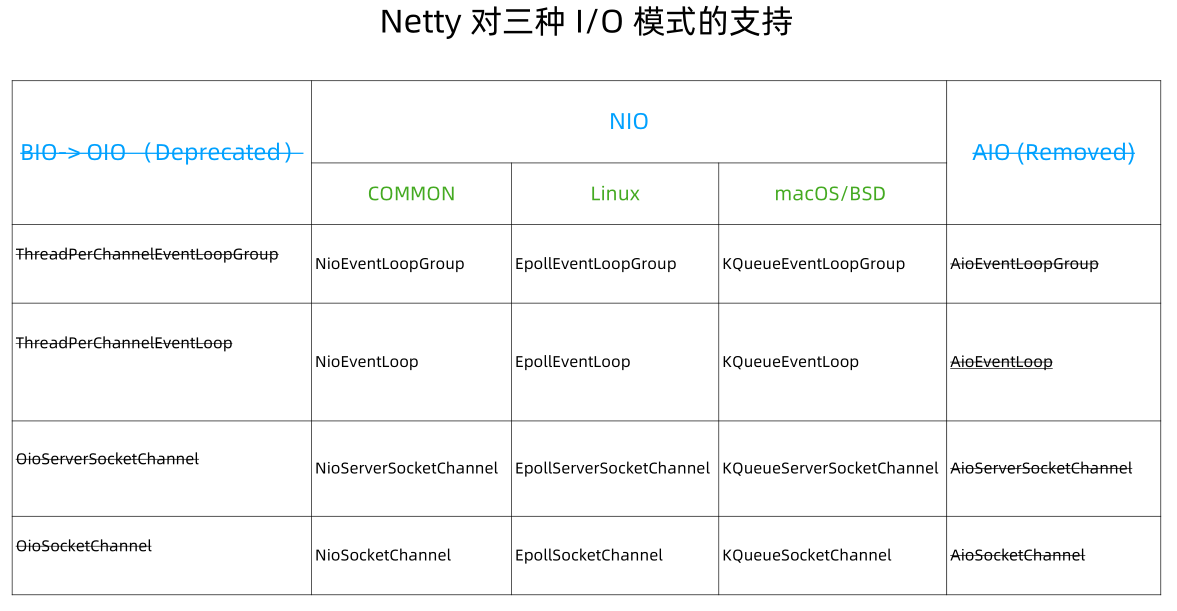 Netty 对三种 I/O 模式的支持
BIO-> OIO （Deprecated）
NIO
AIO (Removed)
COMMON
Linux
macOS/BSD
ThreadPerChannelEventLoopGroup
NioEventLoopGroup
EpollEventLoopGroup
KQueueEventLoopGroup
AioEventLoopGroup
ThreadPerChannelEventLoop
NioEventLoop
EpollEventLoop
KQueueEventLoop
AioEventLoop
OioServerSocketChannel
NioServerSocketChannel
EpollServerSocketChannel
KQueueServerSocketChannel
AioServerSocketChannel
OioSocketChannel
NioSocketChannel
EpollSocketChannel
KQueueSocketChannel
AioSocketChannel